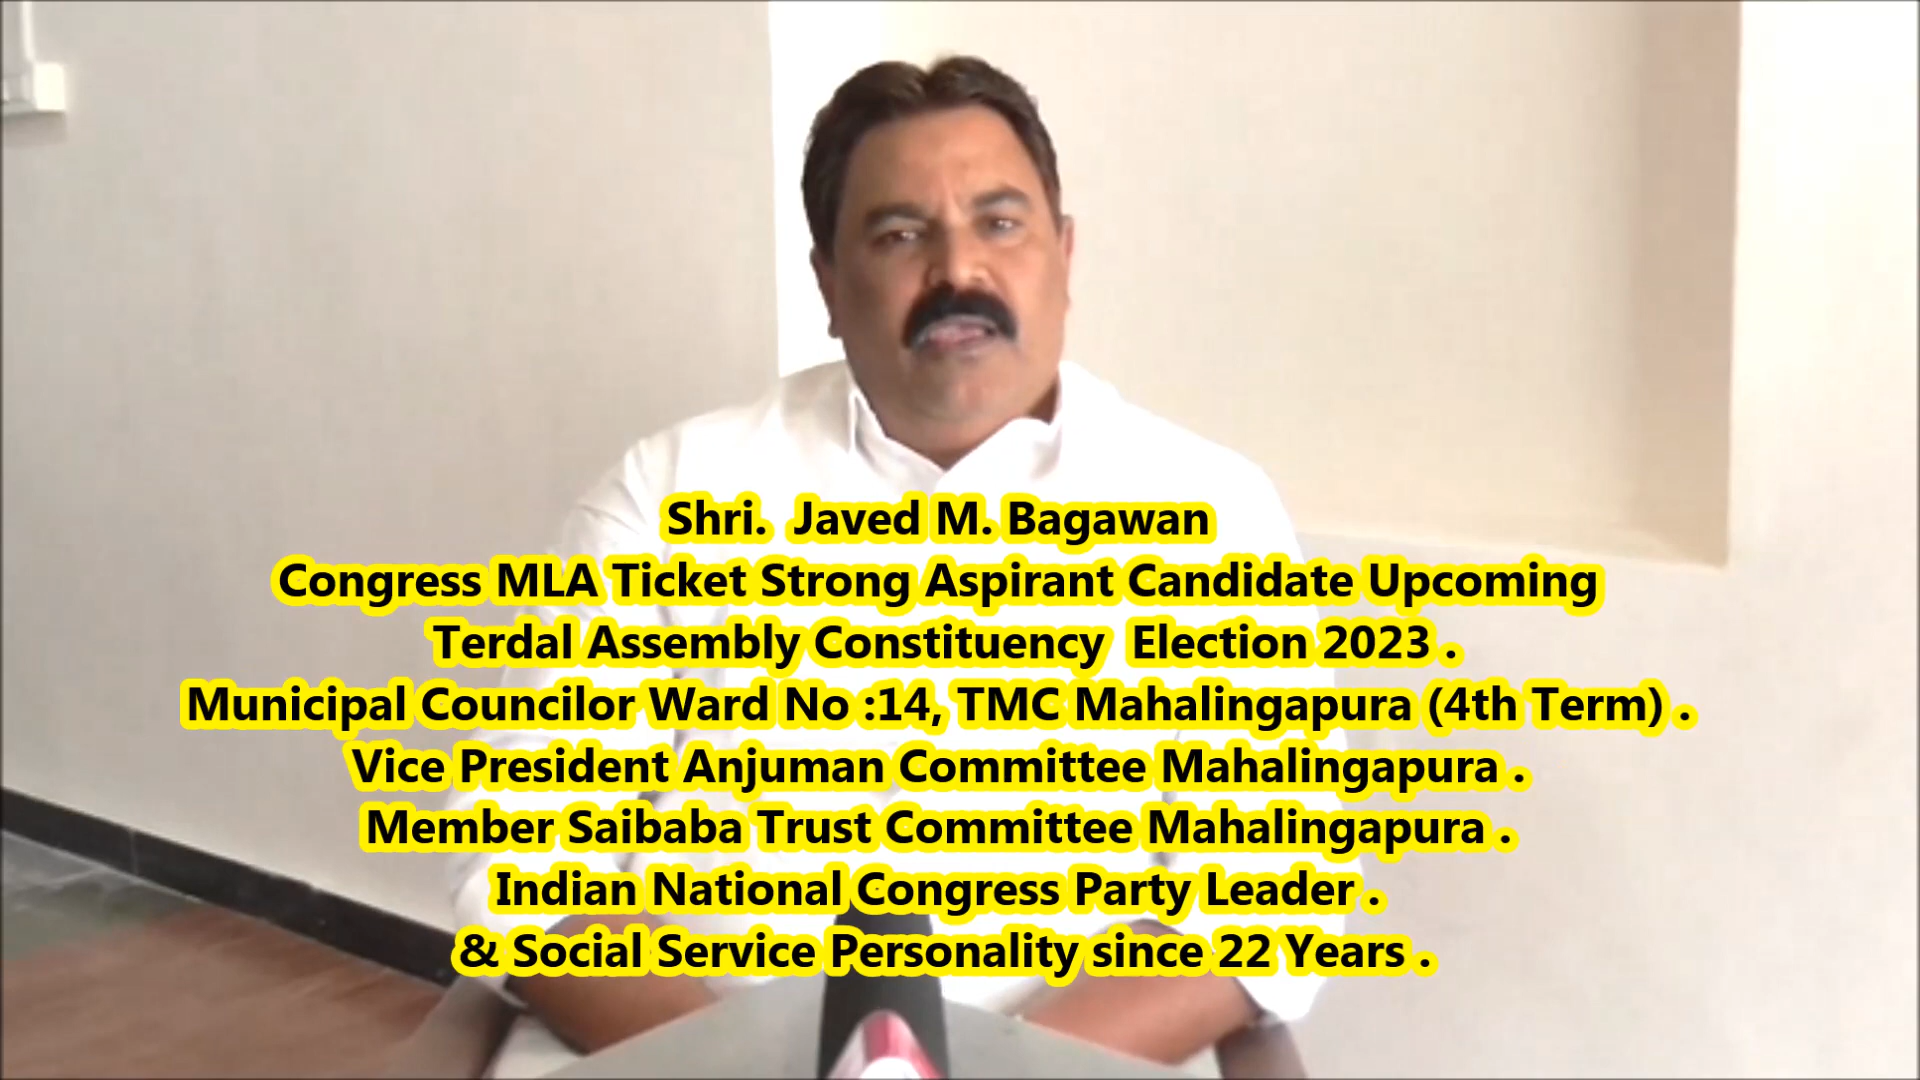 Shri.  Javed M. Bagawan
Congress MLA Ticket Strong Aspirant Candidate Upcoming
Terdal Assembly Constituency  Election 2023 .
Municipal Councilor Ward No :14, TMC Mahalingapura (4th Term) .
Vice President Anjuman Committee Mahalingapura .
Member Saibaba Trust Committee Mahalingapura .
Indian National Congress Party Leader .
& Social Service Personality since 22 Years .